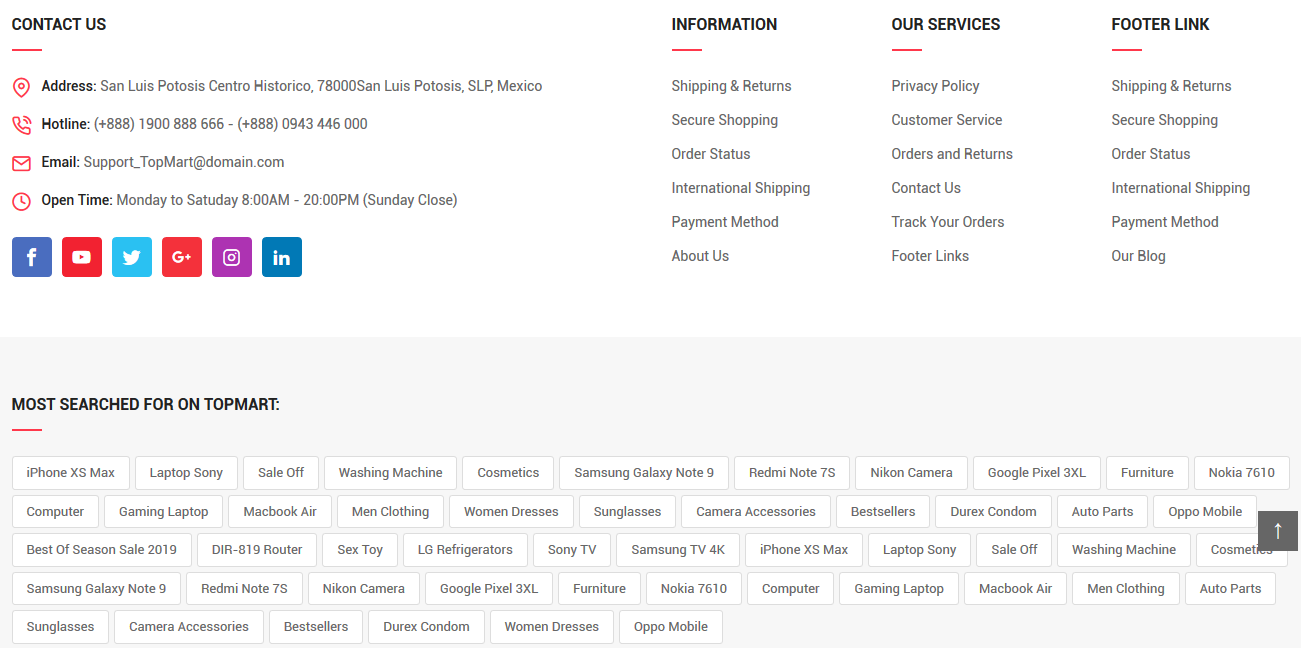 CONTACT US
Address: San Luis Potosis Centro Historico, 78000San Luis Potosis, SLP, Mexico
Hotline: (+888) 1900 888 666 - (+888) 0943 446 000
Email: Support_TopMart@domain.com
Open Time: Monday to Satuday 8:00AM - 20:00PM (Sunday Close)
f
G+
in
INFORMATION
Shipping & Returns
Secure Shopping
Order Status
International Shipping
Payment Method
About Us
OUR SERVICES
Privacy Policy
Customer Service
Orders and Returns
Contact Us
Track Your Orders
Footer Links
FOOTER LINK
Shipping & Returns
Secure Shopping
Order Status
International Shipping
Payment Method
Our Blog
MOST SEARCHED FOR ON TOPMART:
iPhone XS Max Laptop Sony Sale Off Washing Machine Cosmetics Samsung Galaxy Note 9 Redmi Note 7S Nikon Camera Google Pixel 3XL Furniture Nokia 7610
Computer Gaming Laptop Macbook Air Men Clothing Women Dresses Sunglasses Camera Accessories Bestsellers Durex Condom Auto Parts Oppo Mobile
Best Of Season Sale 2019 DIR-819 Router Sex Toy LG Refrigerators Sony TV Samsung TV 4K iPhone XS Max Laptop Sony Sale Off Washing Machine Cosmetics
Samsung Galaxy Note 9 Redmi Note 7S Nikon Camera Google Pixel 3XL Furniture Nokia 7610 Computer Gaming Laptop Macbook Air Men Clothing Auto Parts
Sunglasses Camera Accessories Bestsellers Durex Condom Women Dresses Oppo Mobile